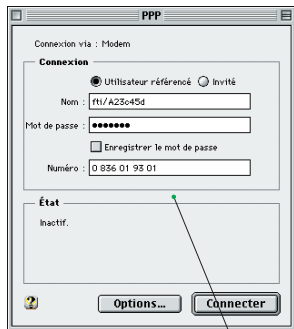 PPP
Connexion via : Modem
Connexion
Utilisateur référencé Invité
Nom : fti/A23c45d
Mot de passe : •••••••
Enregistrer le mot de passe
Numéro : 0 836 01 93 01
État
Inactif.
Options... Connecter